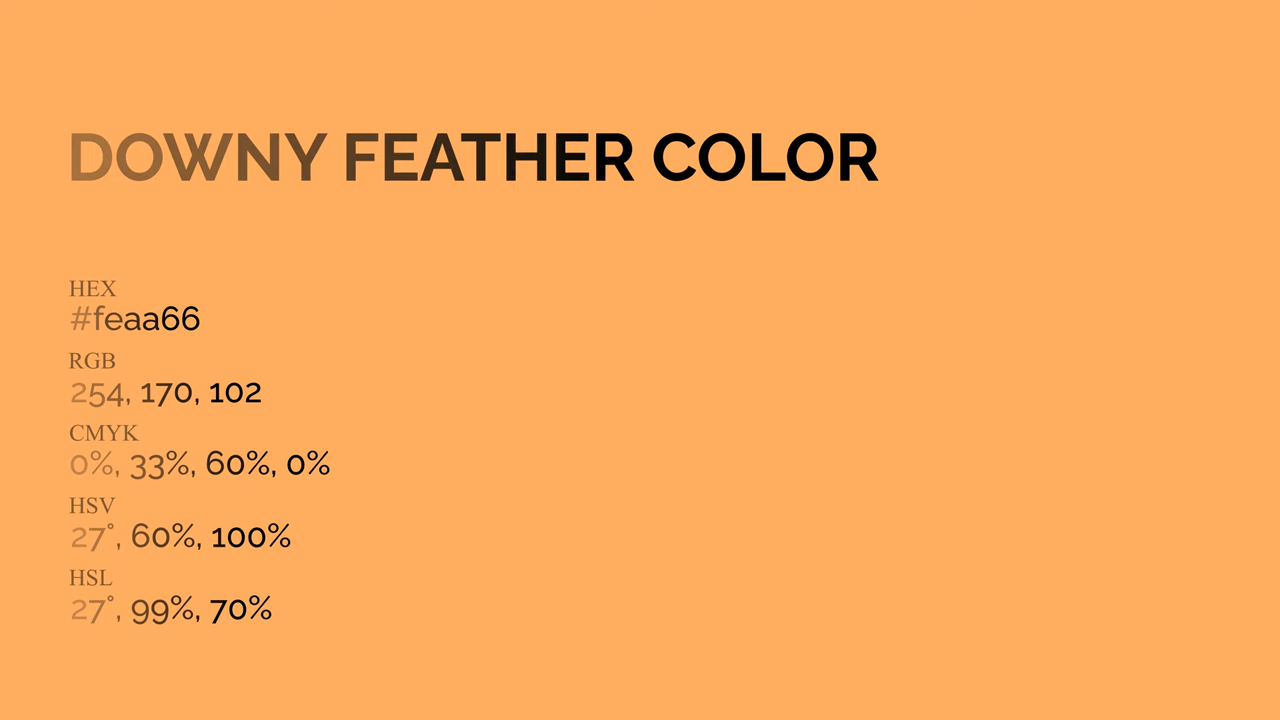 DOWNY FEATHER COLOR
HEX
#feaa66
RGB
254, 170, 102
CMYK
0%, 33%, 60%, 0%
HSV
27°, 60%, 100%
HSL
27°, 99%, 70%